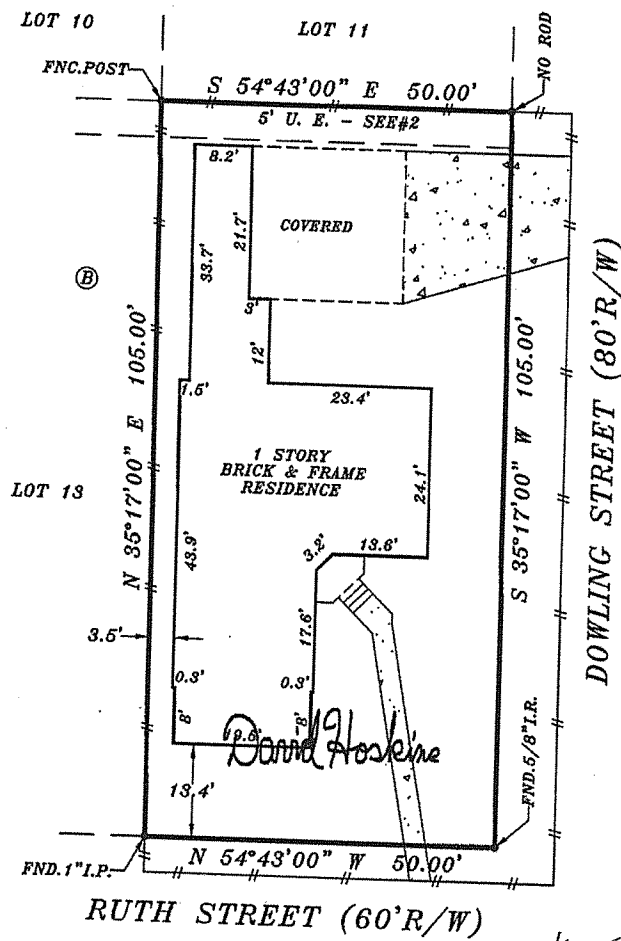 LOT 10
LOT 11
FNC.POST
NO ROD
S 54°43'00" E 50.00'
5' U. E. - SEE#2
8.2'
COVERED
21.7'
33.7'
B
3'
12'
1.5'
23.4'
N 35°17'00" E 105.00'
S 35°17'00" W 105.00'
DOWLING STREET (80'R/W)
1 STORY
BRICK & FRAME
RESIDENCE
24.1'
LOT 13
43.9'
3.2'
13.6'
17.6'
3.5'
0.3'
0.3'
8'
8'
19.6'
David Hoskins
13.4'
FND.5/8"I.R.
FND.1"I.P.
N 54°43'00" W 50.00'
RUTH STREET (60'R/W)